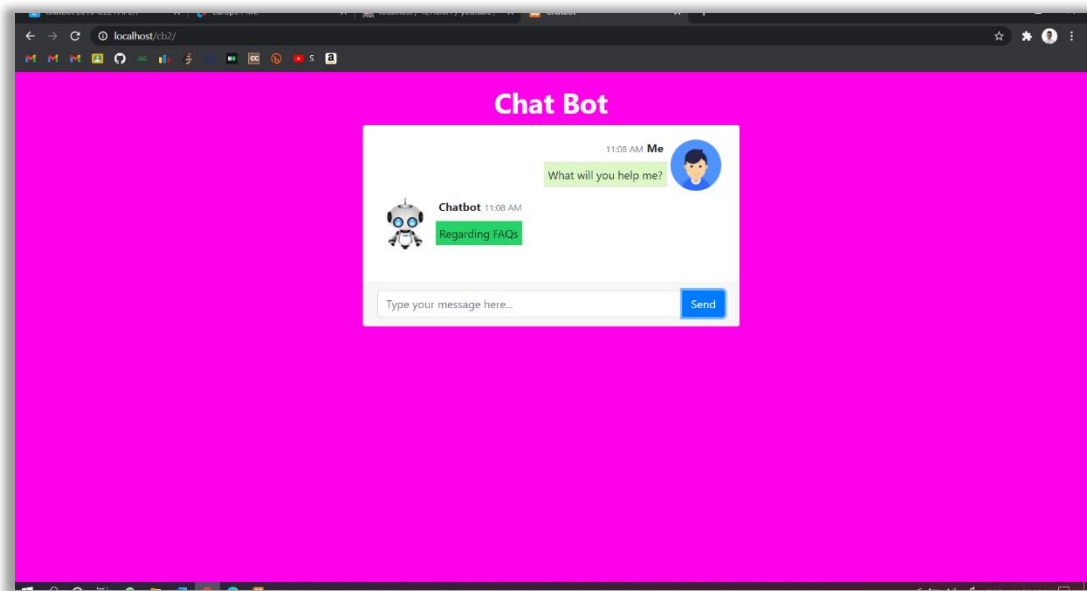 localhost/cb2/
CC
S
a
Chat Bot
11:08 AM Me
What will you help me?
Chatbot 11:08 AM
Regarding FAQs
Type your message here...
Send